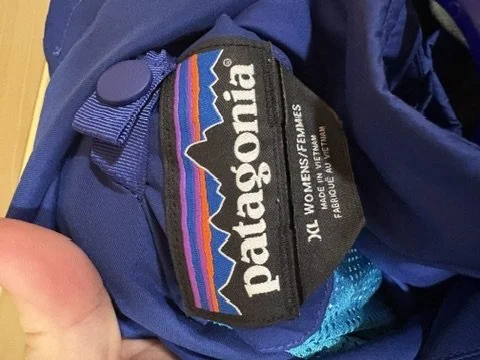 patagonia®
XL WOMENS/FEMMES
MADE IN VIETNAM
FABRIQUÉ AU VIETNAM